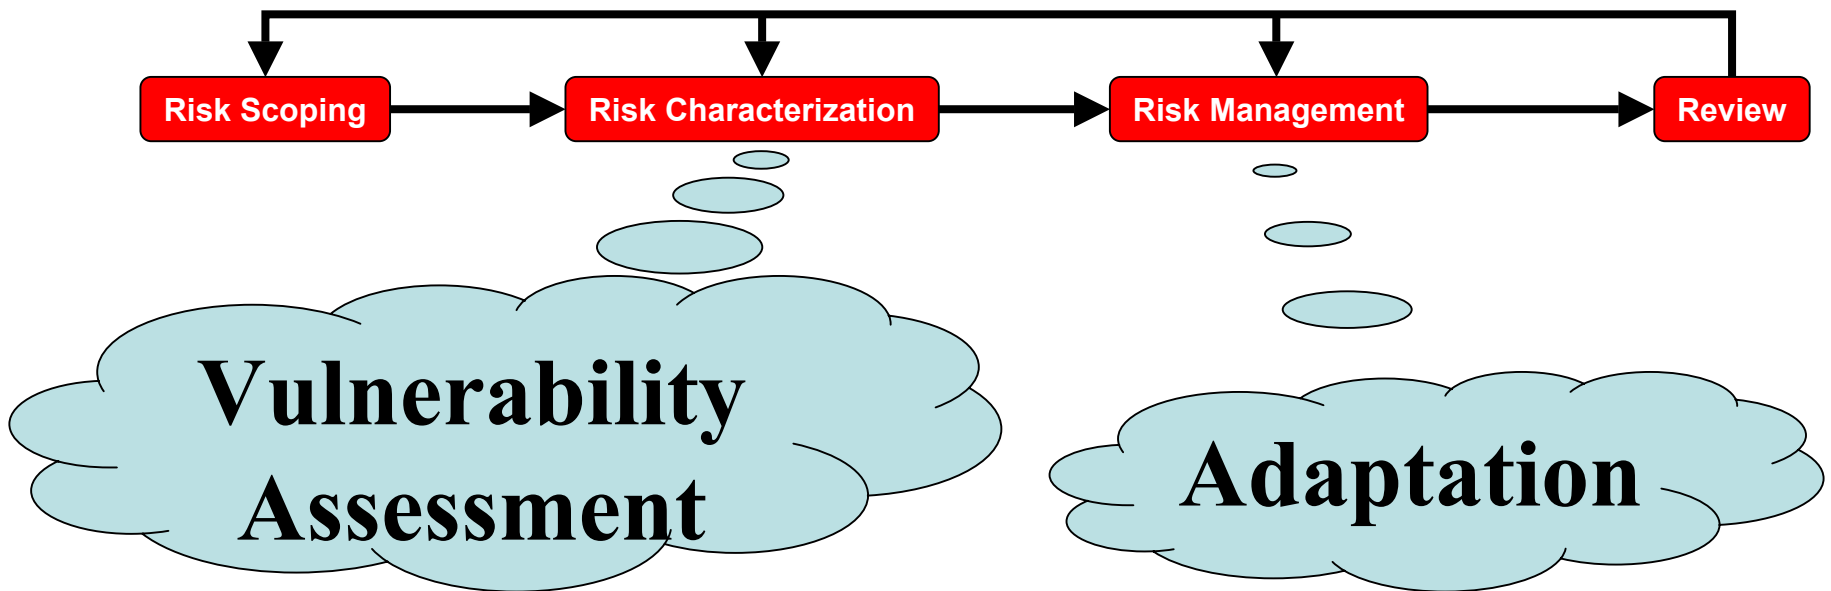 Risk Scoping
Risk Characterization
Risk Management
Review
Vulnerability
Assessment
Adaptation